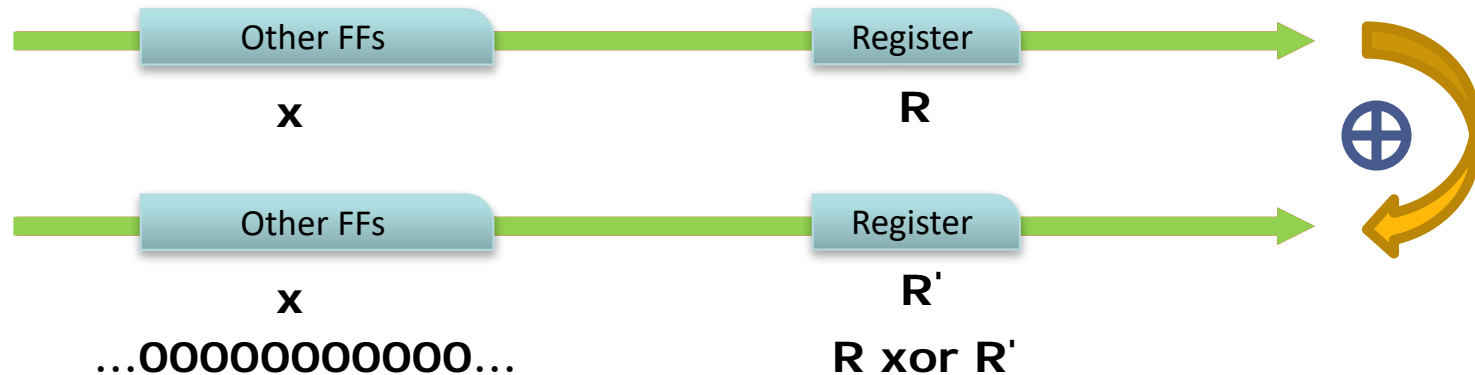 Other FFs Register
x R
Other FFs Register
x R'
...00000000000... R xor R'